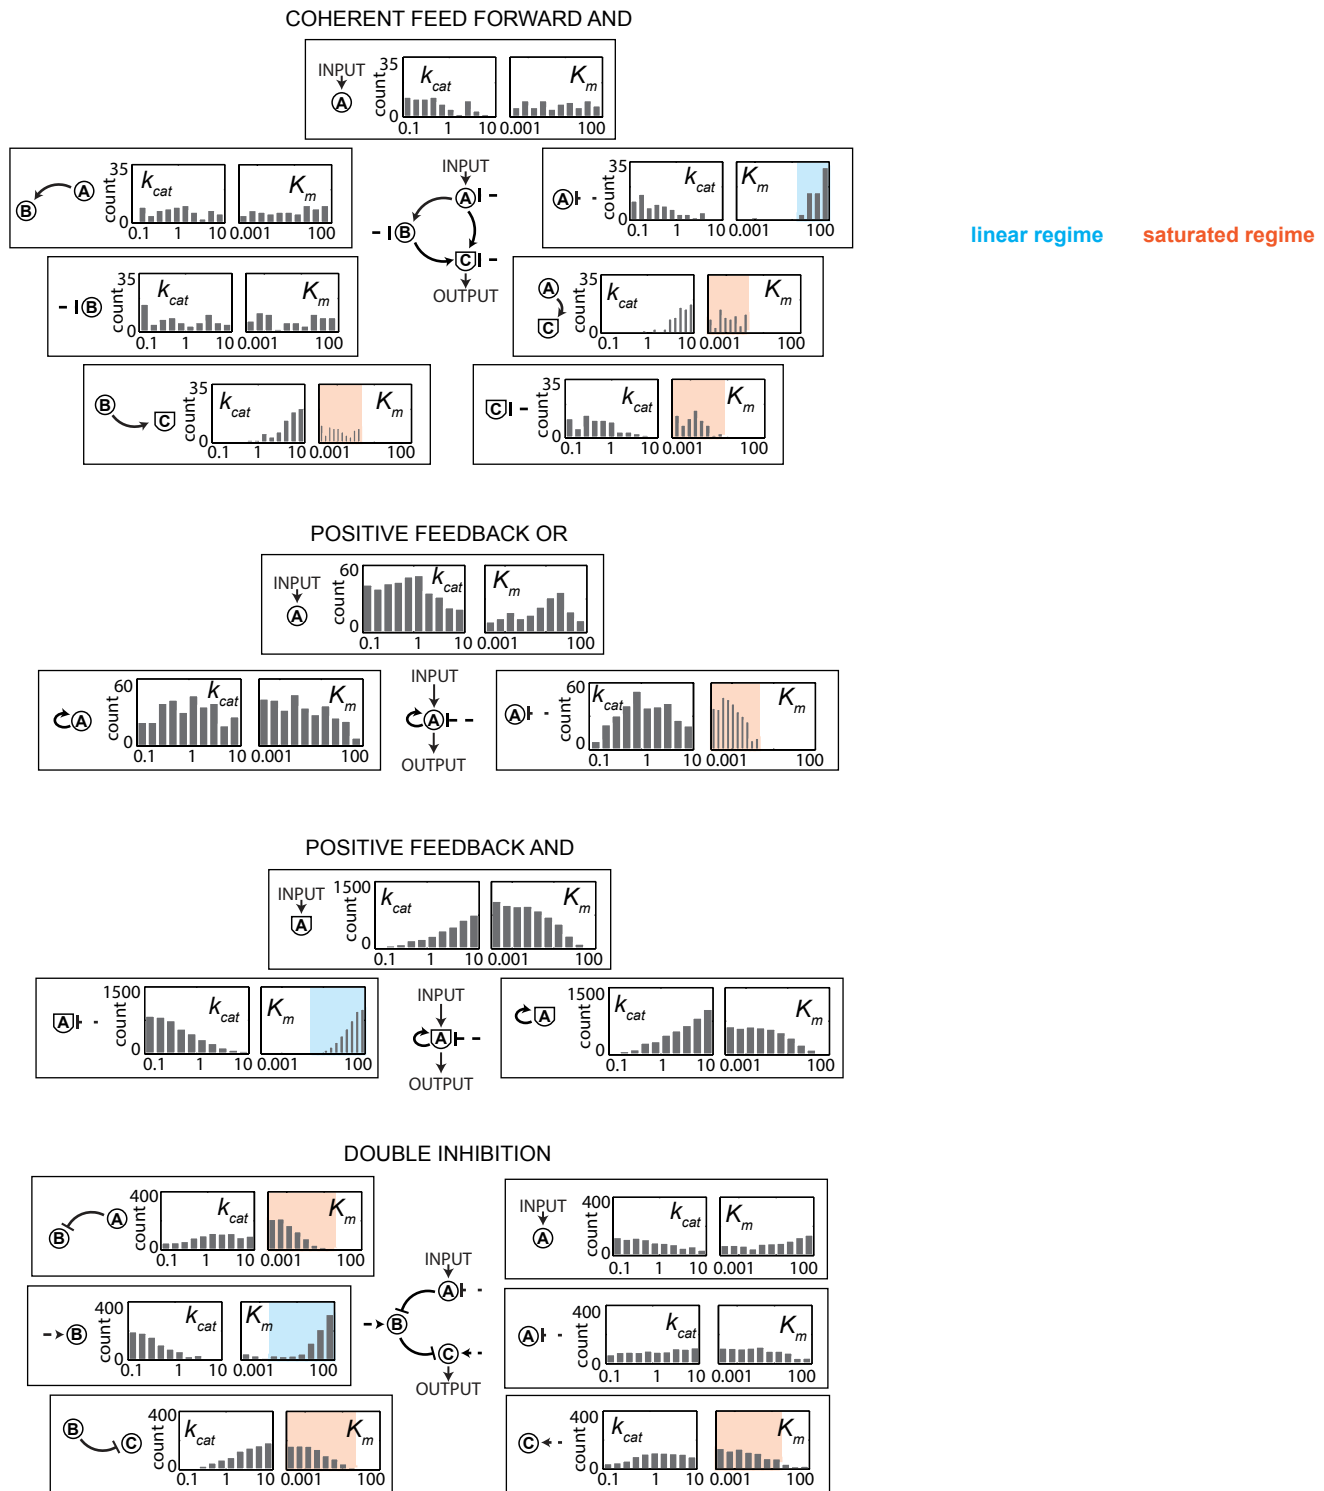 COHERENT FEED FORWARD AND
INPUT
A
count
35
0
kcat
0.1 1 10
Km
0.001 100
B A
count
35
0
kcat
0.1 1 10
Km
0.001 100
INPUT
A
B
C
OUTPUT
A
count
35
0
kcat
0.1 1 10
Km
0.001 100
linear regime saturated regime
B
count
35
0
kcat
0.1 1 10
Km
0.001 100
A
C
count
35
0
kcat
1 10
Km
0.001 100
B C
count
35
0
kcat
0.1 1 10
Km
0.001 100
C
count
35
0
kcat
0.1 1 10
Km
0.001 100
POSITIVE FEEDBACK OR
INPUT
A
count
60
0
kcat
0.1 1 10
Km
0.001 100
A
count
60
0
kcat
0.1 1 10
Km
0.001 100
INPUT
A
OUTPUT
A
count
60
0
kcat
0.1 1 10
Km
0.001 100
POSITIVE FEEDBACK AND
INPUT
A
count
1500
0
kcat
0.1 1 10
Km
0.001 100
A
count
1500
0
kcat
0.1 1 10
Km
0.001 100
INPUT
A
OUTPUT
A
count
1500
0
kcat
0.1 1 10
Km
0.001 100
DOUBLE INHIBITION
B A
count
400
0
kcat
0.1 1 10
Km
0.001 100
INPUT
A
count
400
0
kcat
0.1 1 10
Km
0.001 100
INPUT
A
B
C
OUTPUT
B
count
400
0
kcat
0.1 1 10
Km
0.001 100
A
count
400
0
kcat
0.1 1 10
Km
0.001 100
B C
count
400
0
kcat
0.1 1 10
Km
0.001 100
C
count
400
0
kcat
0.1 1 10
Km
0.001 100